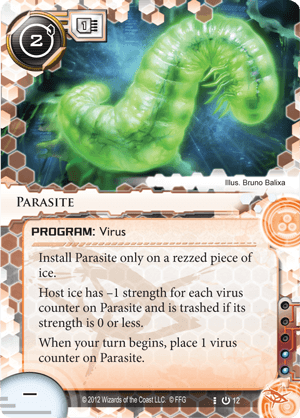 2
1
Illus. Bruno Balixa
PARASITE
PROGRAM: Virus
Install Parasite only on a rezzed piece of
ice.
Host ice has –1 strength for each virus
counter on Parasite and is trashed if its
strength is 0 or less.
When your turn begins, place 1 virus
counter on Parasite.
–
© 2012 Wizards of the Coast LLC. © FFG
12